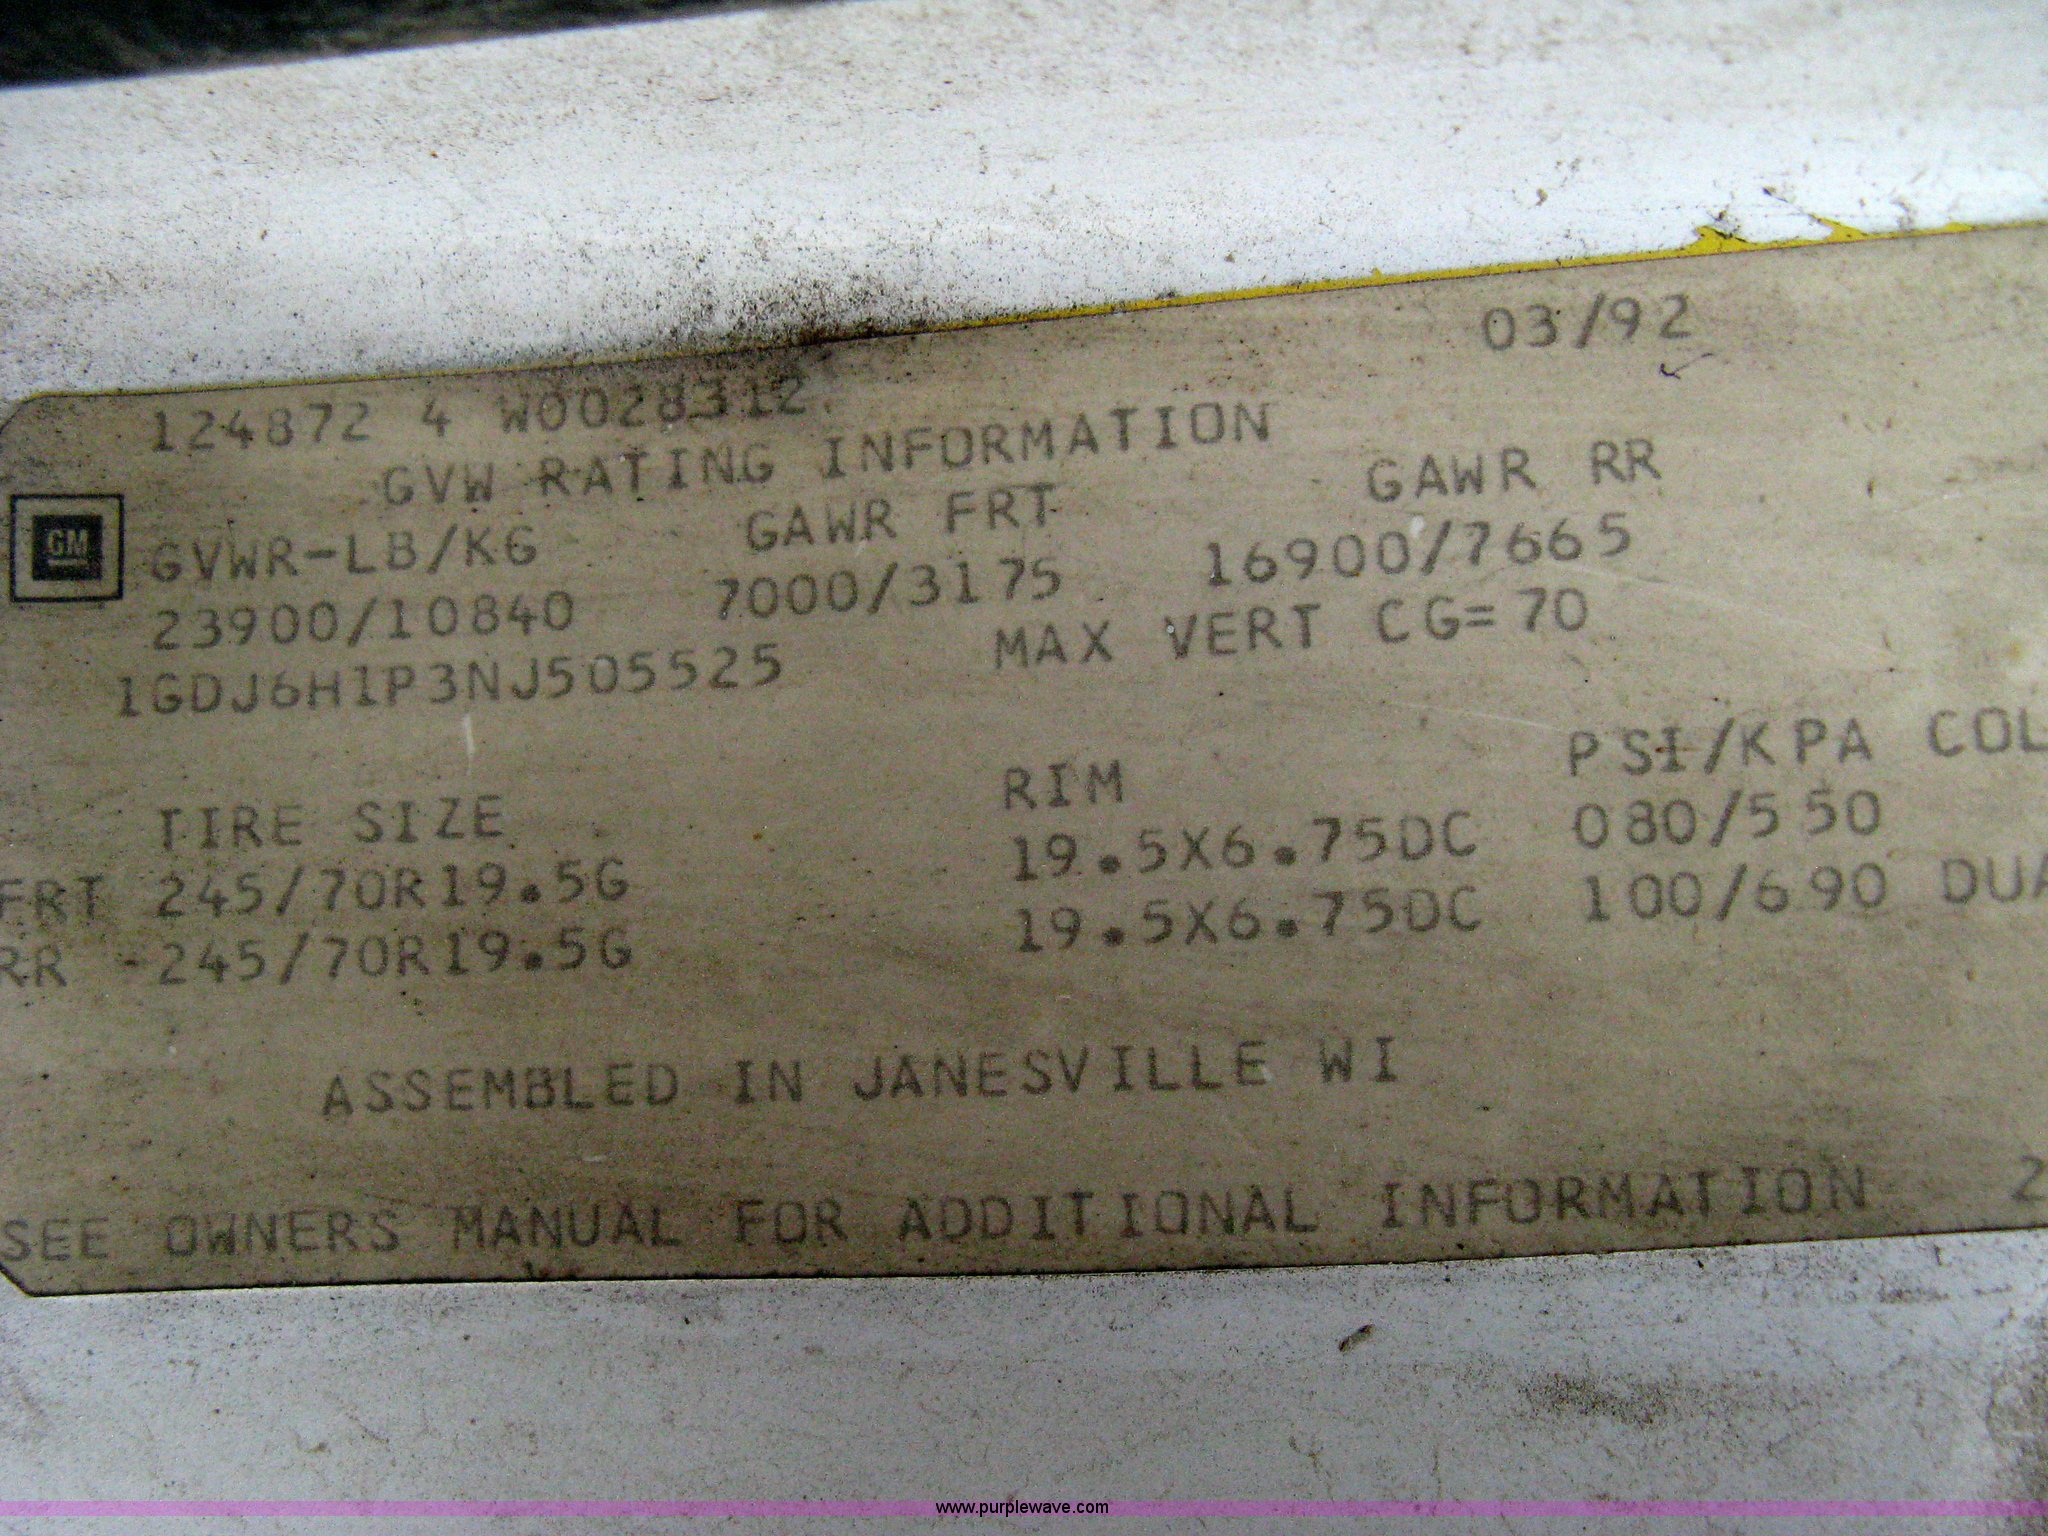 03/92
124872 4 W0028312
GVW RATING INFORMATION
GM
GVWR-LB/KG GAWR FRT GAWR RR
23900/10840 7000/3175 16900/7665
1GDJ6H1P3NJ505525 MAX VERT CG=70
TIRE SIZE RIM PSI/KPA COL
FRT 245/70R19.5G 19.5X6.75DC 080/550
RR 245/70R19.5G 19.5X6.75DC 100/690 DUA
ASSEMBLED IN JANESVILLE WI
SEE OWNERS MANUAL FOR ADDITIONAL INFORMATION 2
www.purplewave.com